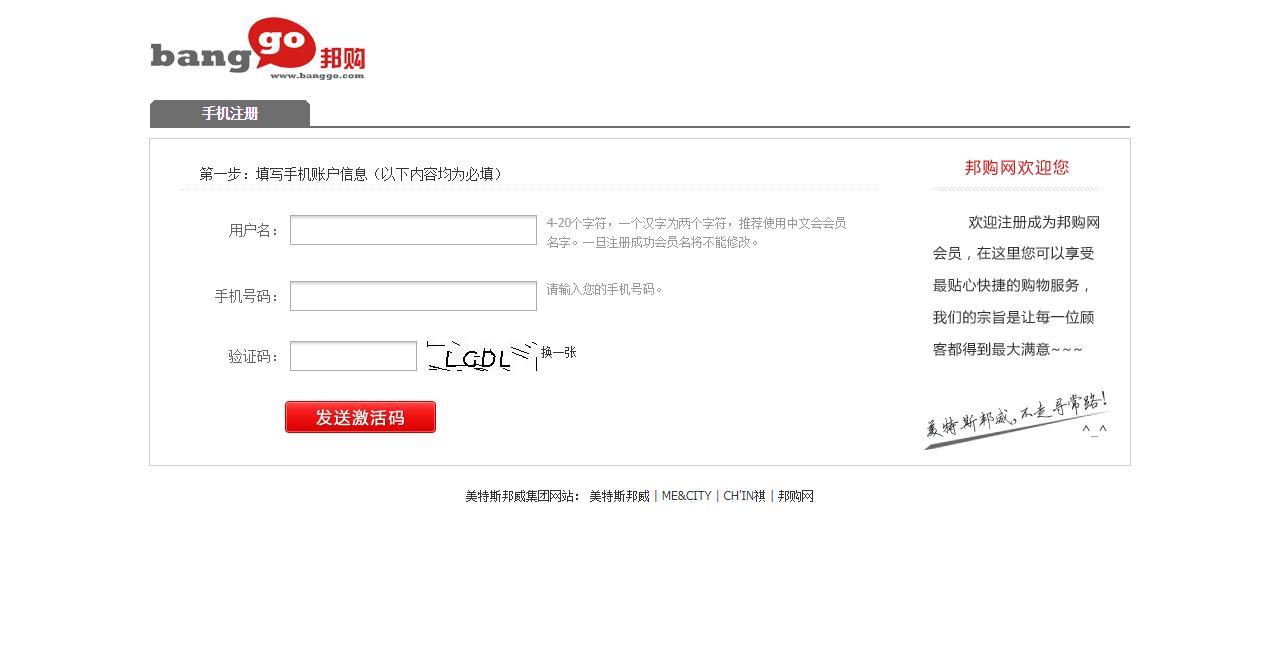 bang go 邦购
www.banggo.com
手机注册
第一步：填写手机账户信息（以下内容均为必填）
用户名：
4-20个字符，一个汉字为两个字符，推荐使用中文会会员
名字。一旦注册成功会员名将不能修改。
手机号码：
请输入您的手机号码。
验证码：
LGDL
换一张
发送激活码
邦购网欢迎您
欢迎注册成为邦购网
会员，在这里您可以享受
最贴心快捷的购物服务，
我们的宗旨是让每一位顾
客都得到最大满意~~~
美特斯邦威，不走寻常路！
^_^
美特斯邦威集团网站： 美特斯邦威 | ME&CITY | CH'IN祺 | 邦购网